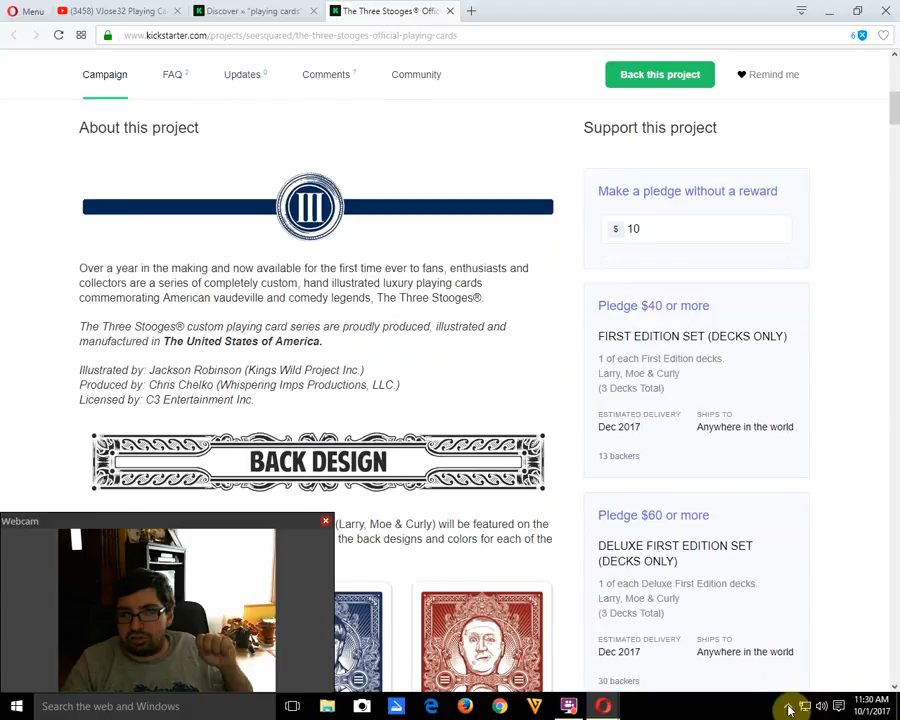 Menu
(3458) VJose32 Playing Ca
Discover » "playing cards"
The Three Stooges® Offic
www.kickstarter.com/projects/seesquared/the-three-stooges-official-playing-cards
6
Campaign
FAQ 2
Updates 0
Comments 7
Community
Back this project
Remind me
About this project
Support this project
III
Make a pledge without a reward
$ 10
Over a year in the making and now available for the first time ever to fans, enthusiasts and
collectors are a series of completely custom, hand illustrated luxury playing cards
commemorating American vaudeville and comedy legends, The Three Stooges®.
The Three Stooges® custom playing card series are proudly produced, illustrated and
manufactured in The United States of America.
Illustrated by: Jackson Robinson (Kings Wild Project Inc.)
Produced by: Chris Chelko (Whispering Imps Productions, LLC.)
Licensed by: C3 Entertainment Inc.
BACK DESIGN
(Larry, Moe & Curly) will be featured on the
the back designs and colors for each of the
Pledge $40 or more
FIRST EDITION SET (DECKS ONLY)
1 of each First Edition decks.
Larry, Moe & Curly
(3 Decks Total)
ESTIMATED DELIVERY
SHIPS TO
Dec 2017
Anywhere in the world
13 backers
Pledge $60 or more
DELUXE FIRST EDITION SET
(DECKS ONLY)
1 of each Deluxe First Edition decks.
Larry, Moe & Curly
(3 Decks Total)
ESTIMATED DELIVERY
SHIPS TO
Dec 2017
Anywhere in the world
30 backers
Webcam
Search the web and Windows
11:30 AM
10/1/2017